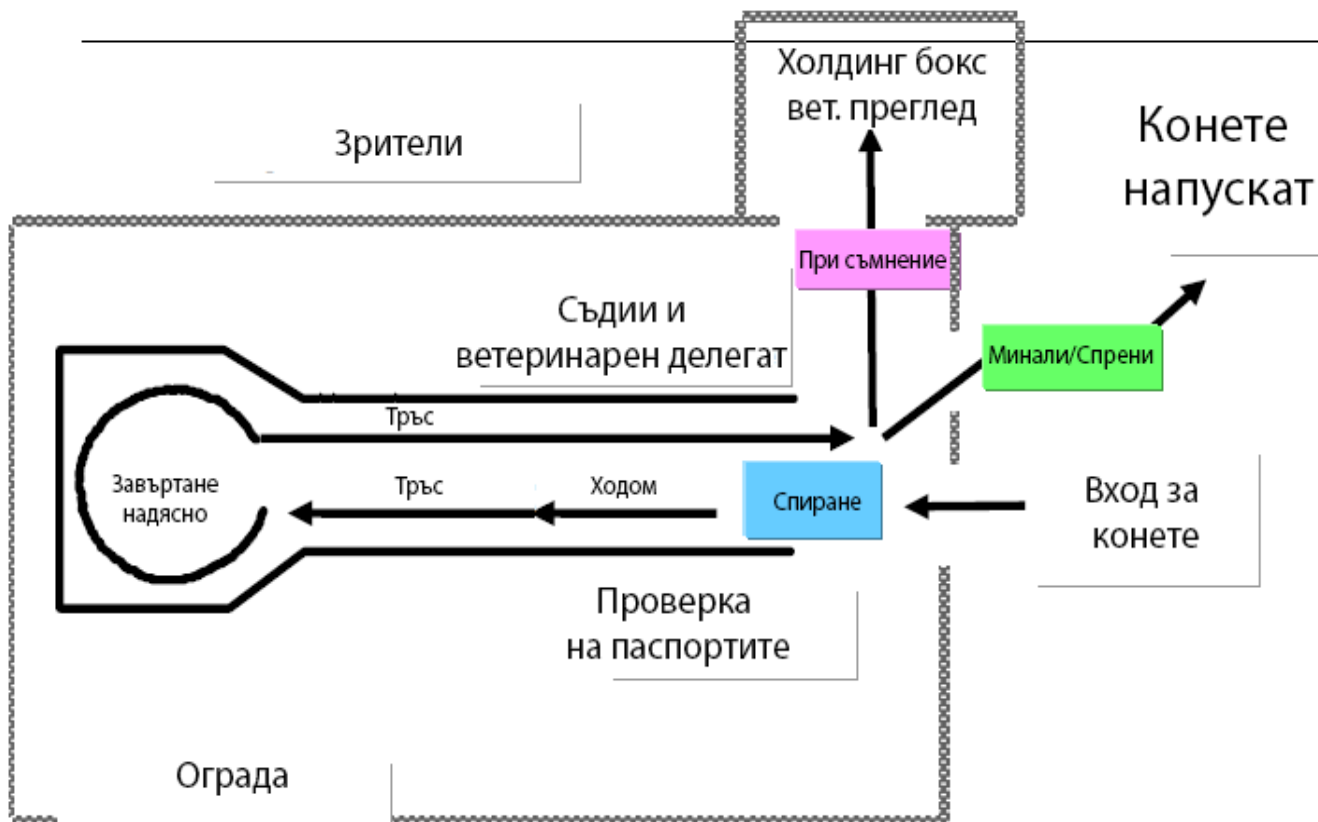 Холдинг бокс
вет. преглед
Зрители
Конете
напускат
При съмнение
Съдии и
ветеринарен делегат
Минали/Спрени
Тръс
Завъртане
надясно
Тръс
Ходом
Спиране
Вход за
конете
Проверка
на паспортите
Ограда